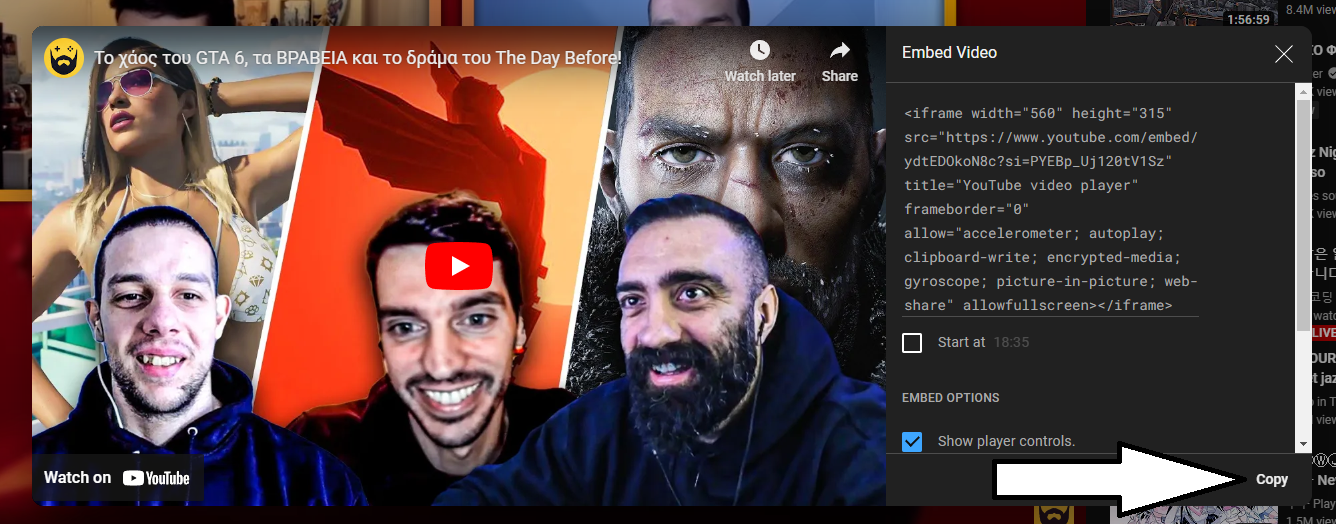 Το χάος του GTA 6, τα ΒΡΑΒΕΙΑ και το δράμα του The Day Before!
Watch later
Share
Watch on YouTube
Embed Video
<iframe width="560" height="315"
src="https://www.youtube.com/embed/
ydtEDOkoN8c?si=PYEBp_Uj120tV1Sz"
title="YouTube video player"
frameborder="0"
allow="accelerometer; autoplay;
clipboard-write; encrypted-media;
gyroscope; picture-in-picture; web-
share" allowfullscreen></iframe>
Start at 18:35
EMBED OPTIONS
Show player controls.
Copy
1:56:59
8.4M
LIVE